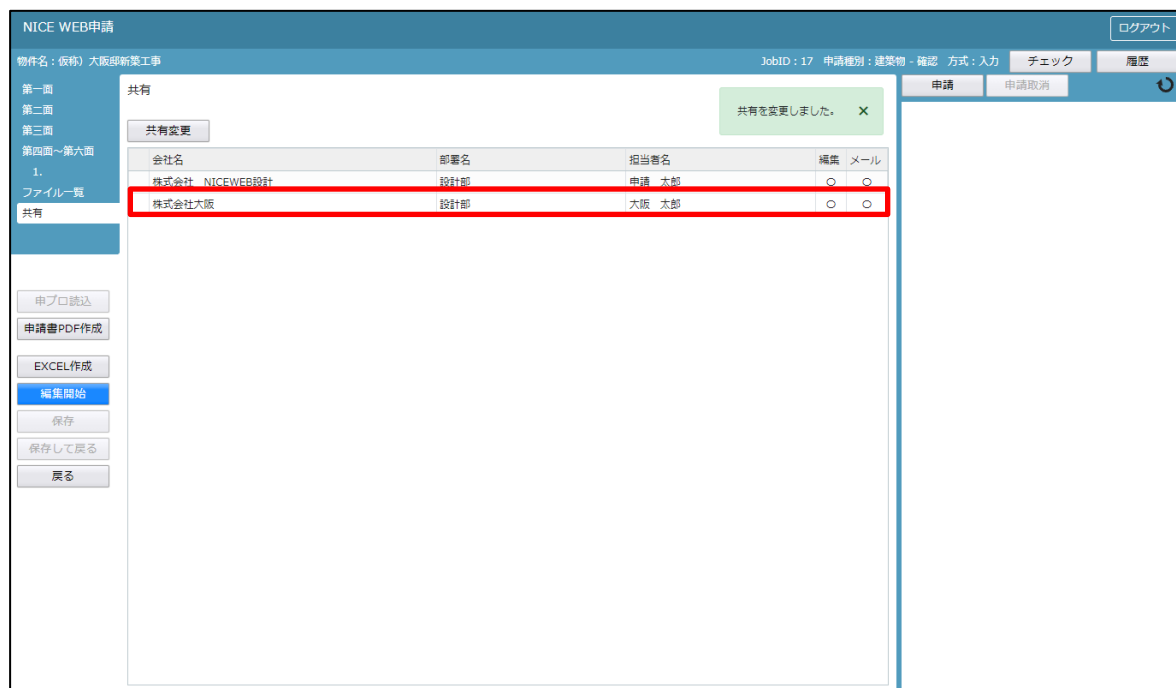 NICE WEB申請
ログアウト
物件名：仮称）大阪邸新築工事
JobID：17 申請種別：建築物 - 確認 方式：入力
チェック
履歴
第一面
第二面
第三面
第四面～第六面
1.
ファイル一覧
共有
共有
共有を変更しました。 ×
申請
申請取消
共有変更
会社名 部署名 担当者名 編集 メール
株式会社 NICEWEB設計 設計部 申請 太郎 ○ ○
株式会社大阪 設計部 大阪 太郎 ○ ○
申プロ読込
申請書PDF作成
EXCEL作成
編集開始
保存
保存して戻る
戻る